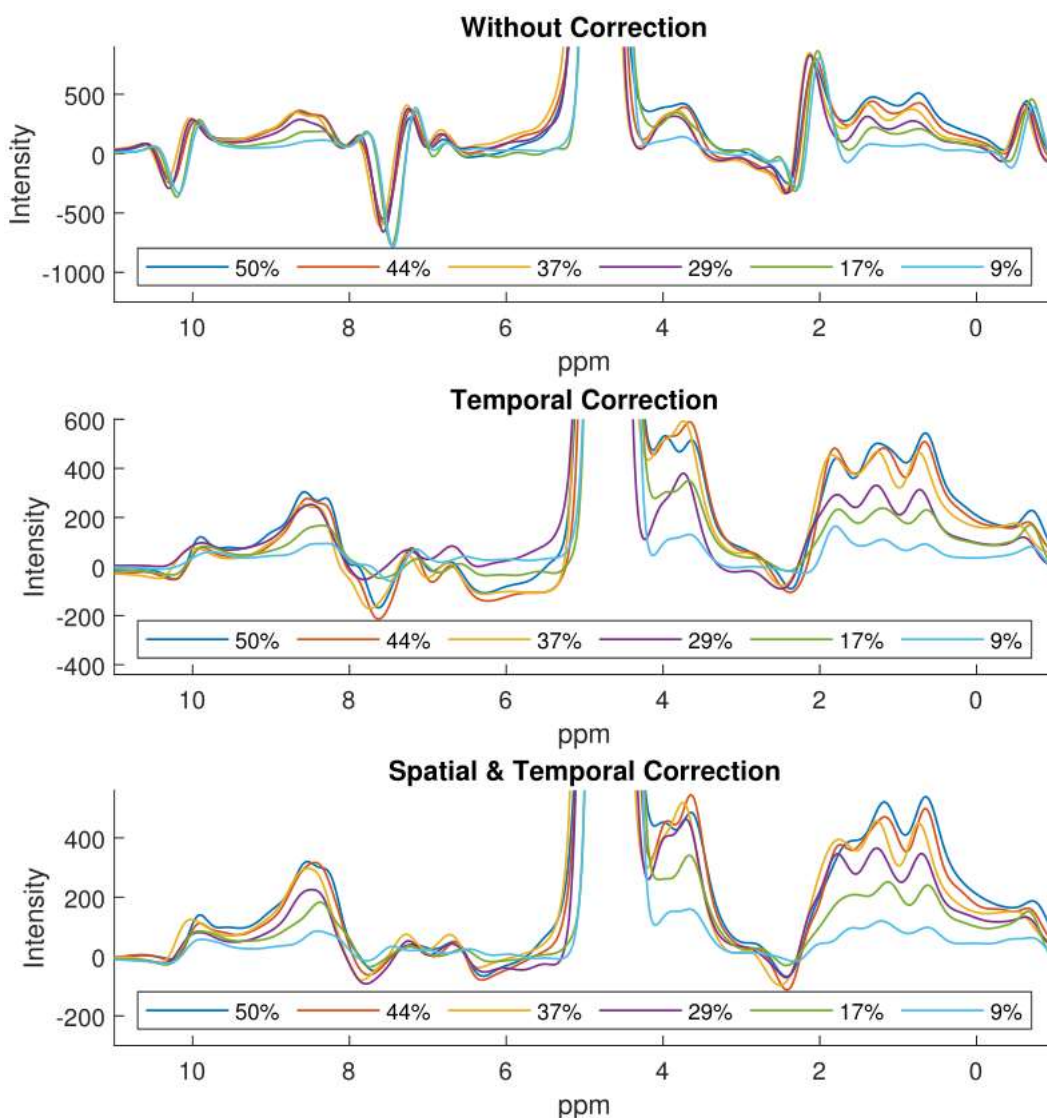 Without Correction
500
0
-500
-1000
Intensity
50% 44% 37% 29% 17% 9%
10 8 6 4 2 0
ppm
Temporal Correction
600
400
200
0
-200
-400
Intensity
50% 44% 37% 29% 17% 9%
10 8 6 4 2 0
ppm
Spatial & Temporal Correction
400
200
0
-200
Intensity
50% 44% 37% 29% 17% 9%
10 8 6 4 2 0
ppm